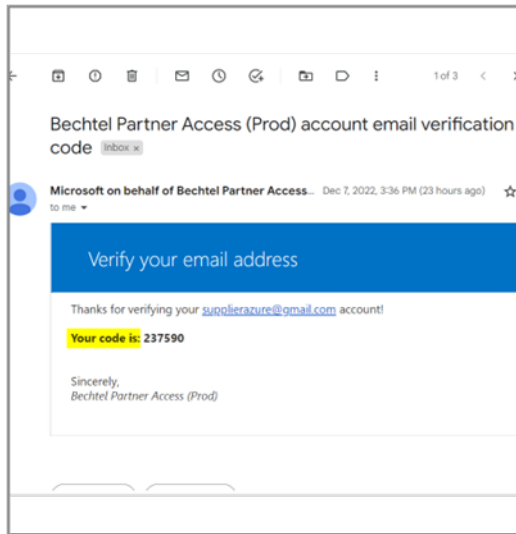 1 of 3
Bechtel Partner Access (Prod) account email verification
code Inbox ×
Microsoft on behalf of Bechtel Partner Access... Dec 7, 2022, 3:36 PM (23 hours ago)
to me
Verify your email address
Thanks for verifying your supplierazure@gmail.com account!
Your code is: 237590
Sincerely,
Bechtel Partner Access (Prod)